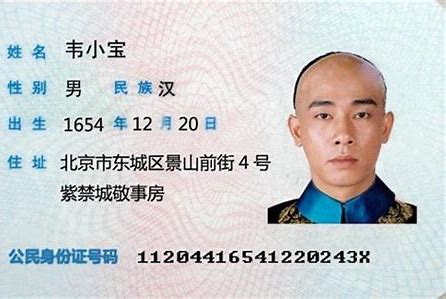 姓名 韦小宝
性别 男 民族 汉
出生 1654 年 12 月 20 日
住址 北京市东城区景山前街 4 号
紫禁城敬事房
公民身份证号码 11204416541220243X